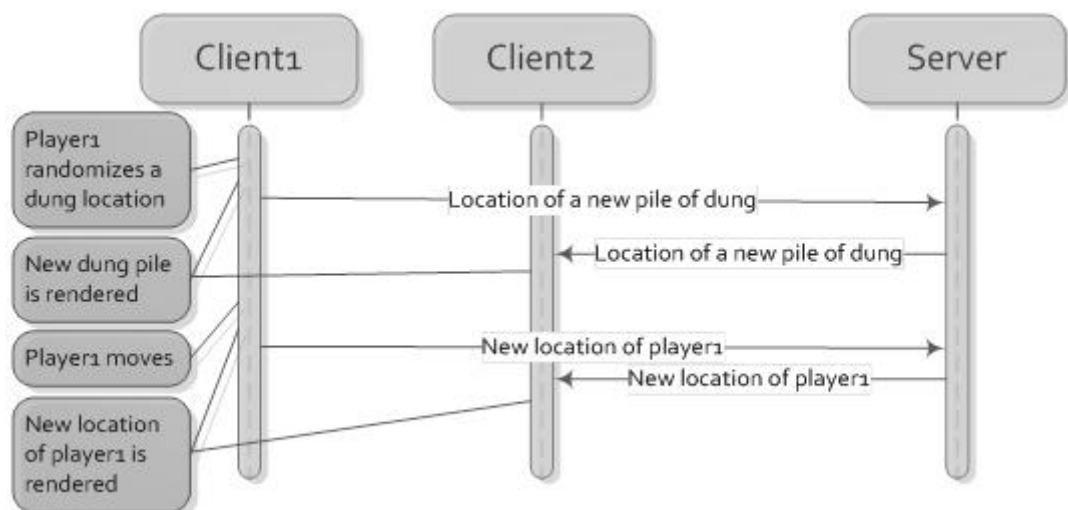 Client1
Client2
Server
Player1
randomizes a
dung location
Location of a new pile of dung
Location of a new pile of dung
New dung pile
is rendered
New location of player1
Player1 moves
New location of player1
New location
of player1 is
rendered